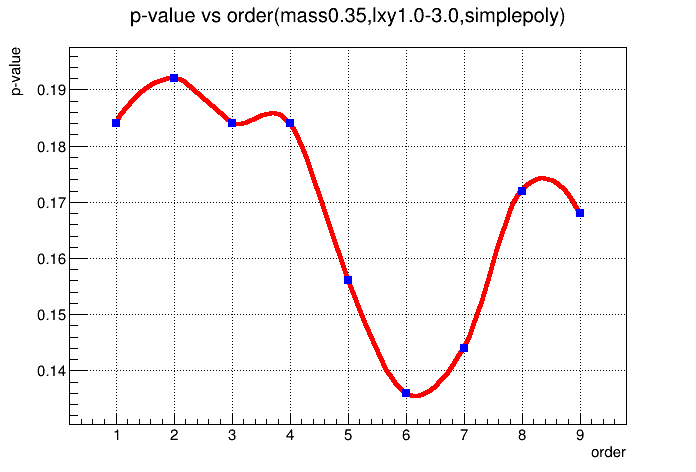 p-value vs order(mass0.35,lxy1.0-3.0,simplepoly)
p-value
0.19
0.18
0.17
0.16
0.15
0.14
1 2 3 4 5 6 7 8 9
order